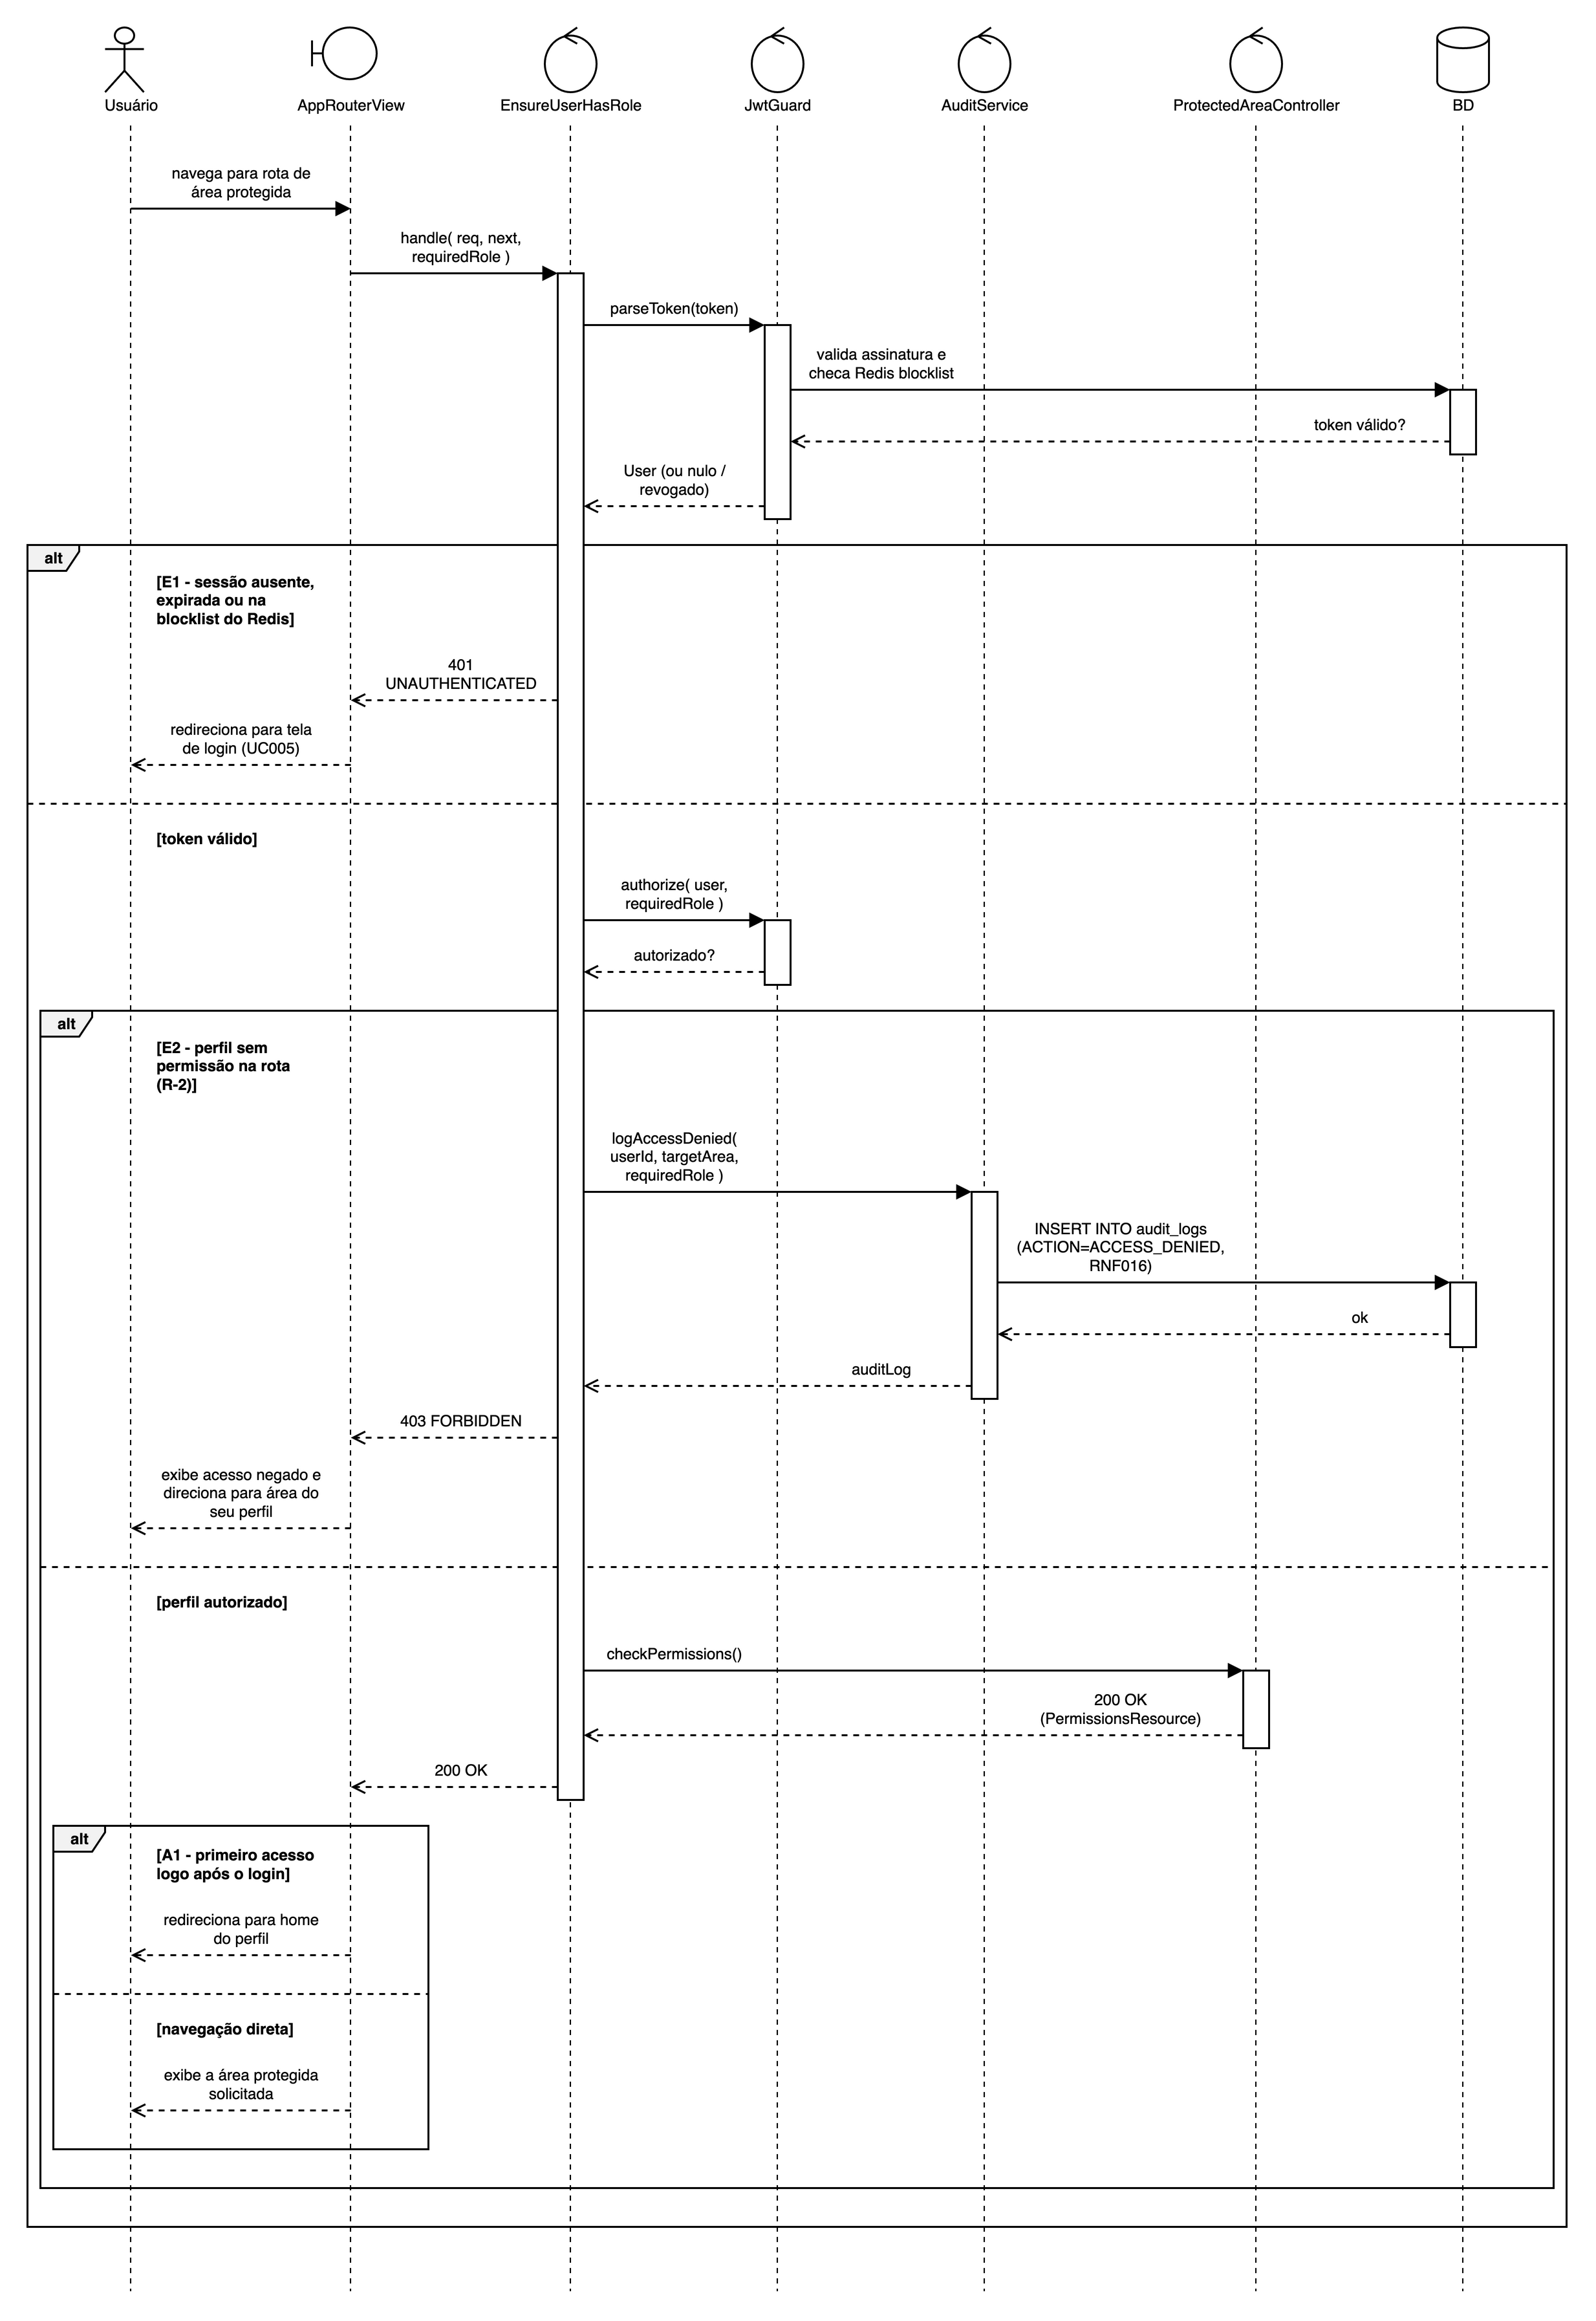 Usuário
AppRouterView
EnsureUserHasRole
JwtGuard
AuditService
ProtectedAreaController
BD
navega para rota de
área protegida
handle( req, next,
requiredRole )
parseToken(token)
valida assinatura e
checa Redis blocklist
token válido?
User (ou nulo /
revogado)
alt
[E1 - sessão ausente,
expirada ou na
blocklist do Redis]
401
UNAUTHENTICATED
redireciona para tela
de login (UC005)
[token válido]
authorize( user,
requiredRole )
autorizado?
alt
[E2 - perfil sem
permissão na rota
(R-2)]
logAccessDenied(
userId, targetArea,
requiredRole )
INSERT INTO audit_logs
(ACTION=ACCESS_DENIED,
RNF016)
ok
auditLog
403 FORBIDDEN
exibe acesso negado e
direciona para área do
seu perfil
[perfil autorizado]
checkPermissions()
200 OK
(PermissionsResource)
200 OK
alt
[A1 - primeiro acesso
logo após o login]
redireciona para home
do perfil
[navegação direta]
exibe a área protegida
solicitada